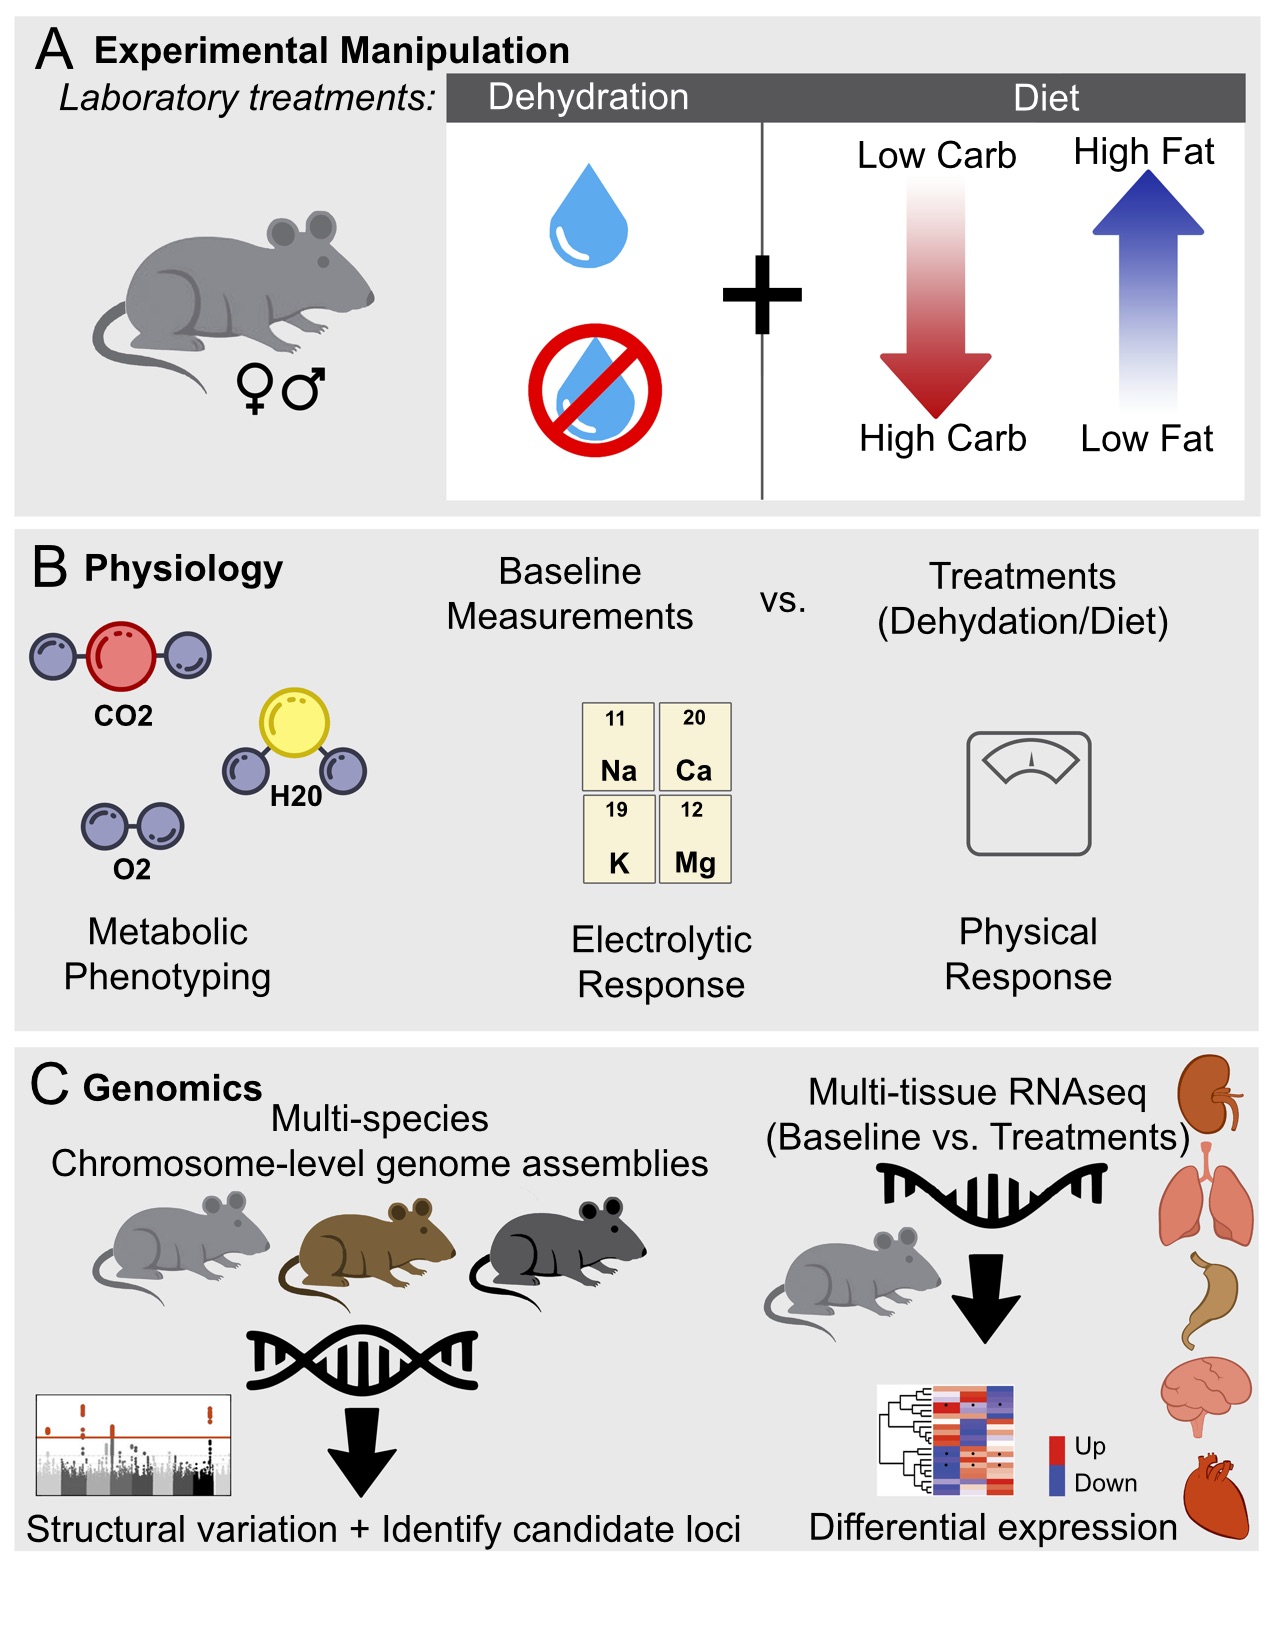 A Experimental Manipulation
Laboratory treatments:
Dehydration
Diet
Low Carb
High Fat
High Carb
Low Fat
♀♂
B Physiology
Baseline
Measurements
vs.
Treatments
(Dehydation/Diet)
CO2
H20
O2
11
Na
20
Ca
19
K
12
Mg
Metabolic
Phenotyping
Electrolytic
Response
Physical
Response
C Genomics
Multi-species
Chromosome-level genome assemblies
Structural variation + Identify candidate loci
Multi-tissue RNAseq
(Baseline vs. Treatments)
Up
Down
Differential expression